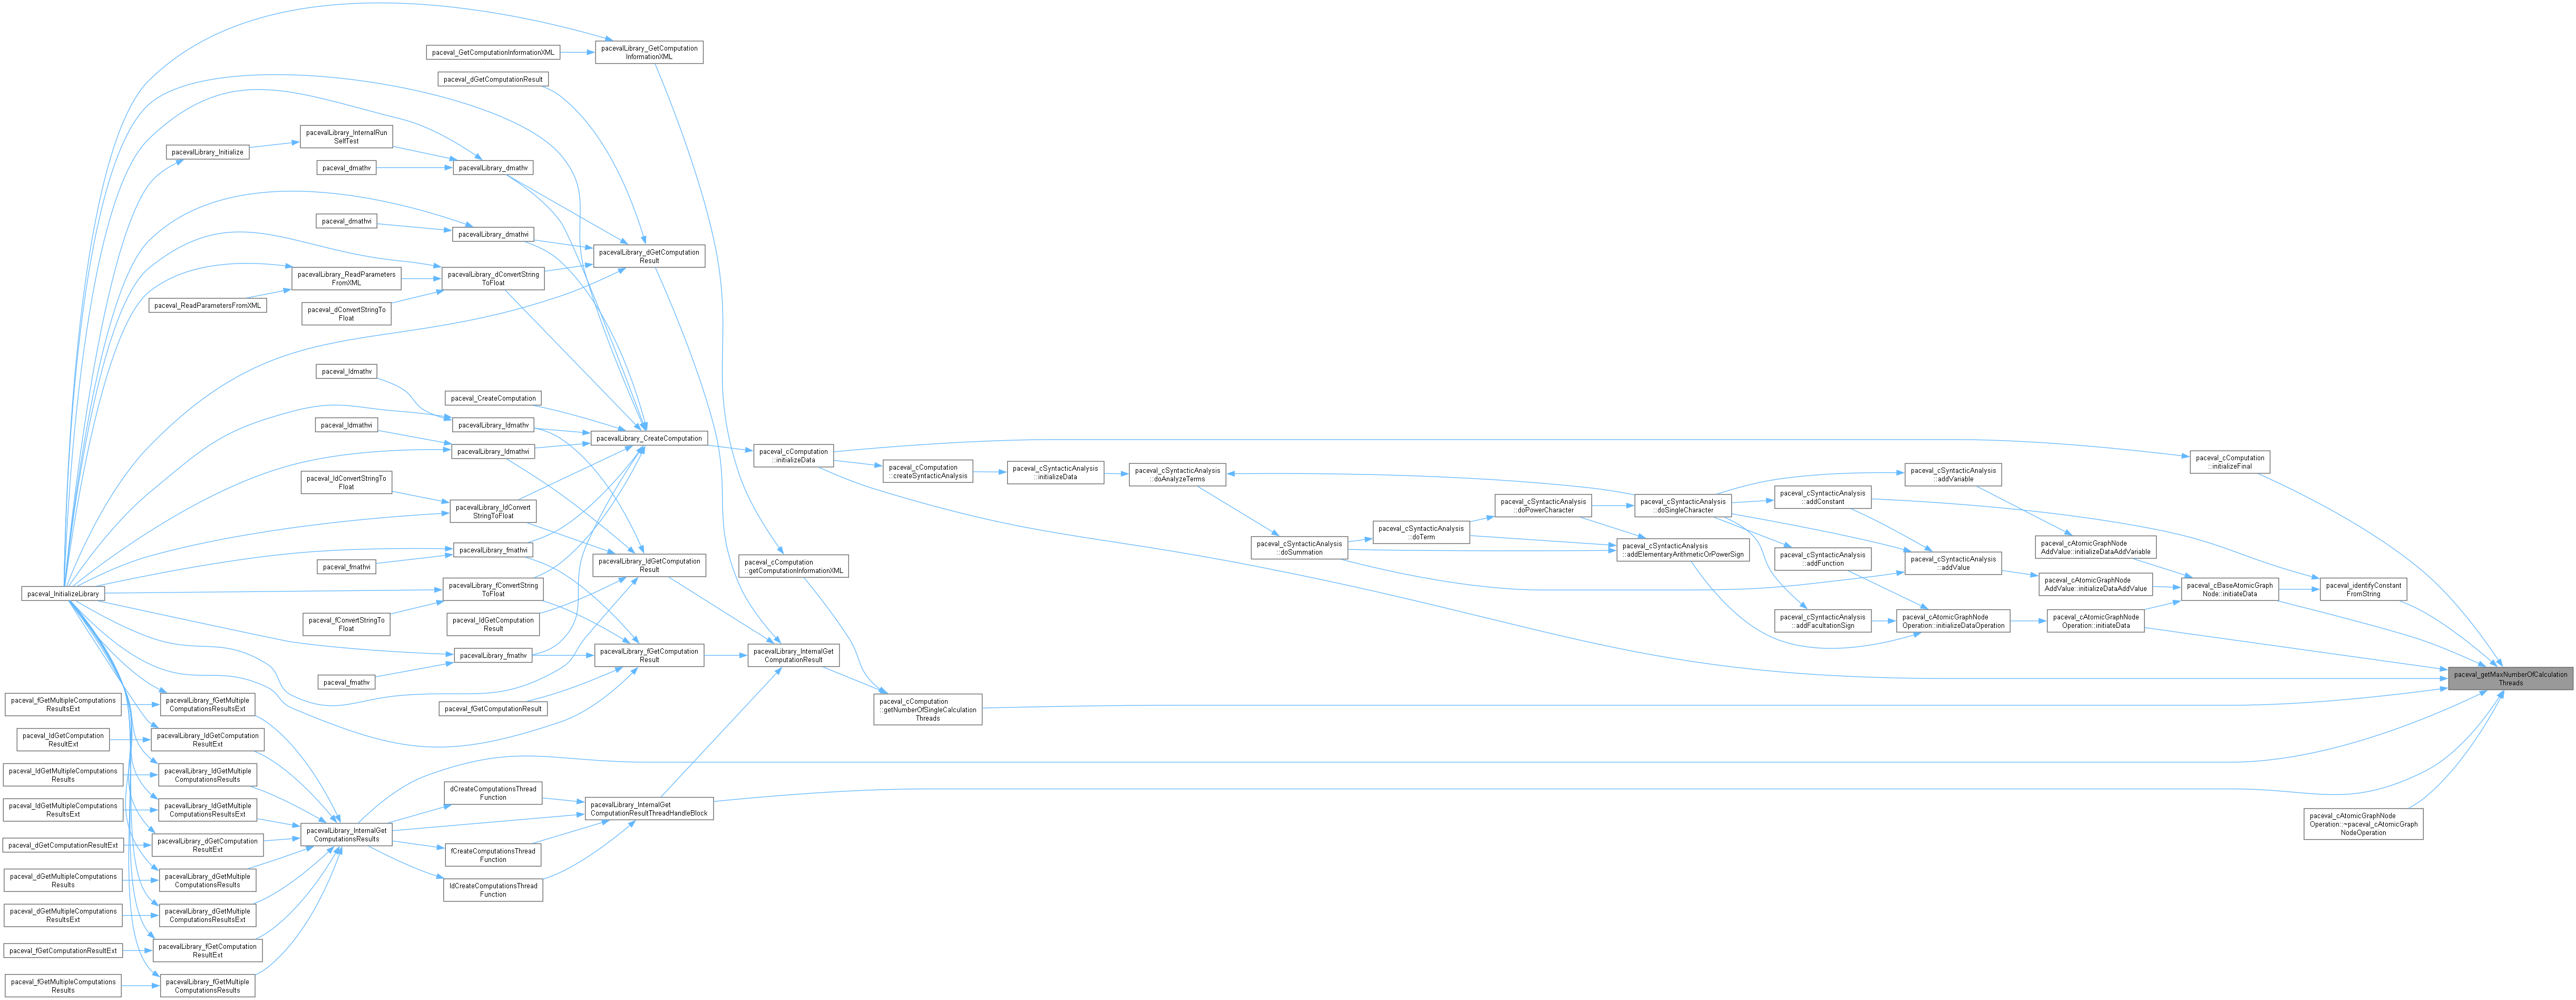 pacevalLibrary_GetComputation
InformationXML
paceval_GetComputationInformationXML
paceval_dGetComputationResult
pacevalLibrary_InternalRun
SelfTest
pacevalLibrary_Initialize
paceval_dmathv
pacevalLibrary_dmathv
paceval_dmathvi
pacevalLibrary_dmathvi
pacevalLibrary_dGetComputation
Result
pacevalLibrary_dConvertString
ToFloat
pacevalLibrary_ReadParameters
FromXML
paceval_ReadParametersFromXML
paceval_dConvertStringTo
Float
paceval_ldmathv
paceval_CreateComputation
pacevalLibrary_ldmathv
paceval_ldmathvi
pacevalLibrary_CreateComputation
pacevalLibrary_ldmathvi
paceval_cComputation
::initializeData
paceval_cComputation
::initializeFinal
paceval_cComputation
::createSyntacticAnalysis
paceval_cSyntacticAnalysis
::initializeData
paceval_cSyntacticAnalysis
::doAnalyzeTerms
paceval_cSyntacticAnalysis
::addVariable
paceval_ldConvertStringTo
Float
pacevalLibrary_ldConvert
StringToFloat
paceval_cSyntacticAnalysis
::doPowerCharacter
paceval_cSyntacticAnalysis
::doSingleCharacter
paceval_cSyntacticAnalysis
::addConstant
paceval_cSyntacticAnalysis
::doTerm
paceval_cSyntacticAnalysis
::doSummation
paceval_cSyntacticAnalysis
::addElementaryArithmeticOrPowerSign
paceval_cSyntacticAnalysis
::addFunction
paceval_cSyntacticAnalysis
::addValue
paceval_cAtomicGraphNode
AddValue::initializeDataAddVariable
paceval_cAtomicGraphNode
AddValue::initializeDataAddValue
paceval_cBaseAtomicGraph
Node::initiateData
paceval_identifyConstant
FromString
pacevalLibrary_fmathvi
paceval_fmathvi
pacevalLibrary_ldGetComputation
Result
paceval_cComputation
::getComputationInformationXML
paceval_InitializeLibrary
pacevalLibrary_fConvertString
ToFloat
paceval_fConvertStringTo
Float
paceval_ldGetComputation
Result
paceval_cSyntacticAnalysis
::addFacultationSign
paceval_cAtomicGraphNode
Operation::initializeDataOperation
paceval_cAtomicGraphNode
Operation::initiateData
pacevalLibrary_fmathv
paceval_fmathv
pacevalLibrary_fGetComputation
Result
pacevalLibrary_InternalGet
ComputationResult
paceval_getMaxNumberOfCalculation
Threads
paceval_fGetMultipleComputations
ResultsExt
pacevalLibrary_fGetMultiple
ComputationsResultsExt
paceval_fGetComputationResult
paceval_cComputation
::getNumberOfSingleCalculation
Threads
paceval_ldGetComputation
ResultExt
pacevalLibrary_ldGetComputation
ResultExt
paceval_ldGetMultipleComputations
Results
pacevalLibrary_ldGetMultiple
ComputationsResults
dCreateComputationsThread
Function
paceval_ldGetMultipleComputations
ResultsExt
pacevalLibrary_ldGetMultiple
ComputationsResultsExt
pacevalLibrary_InternalGet
ComputationResultThreadHandleBlock
pacevalLibrary_InternalGet
ComputationsResults
paceval_cAtomicGraphNode
Operation::~paceval_cAtomicGraph
NodeOperation
paceval_dGetComputationResultExt
pacevalLibrary_dGetComputation
ResultExt
fCreateComputationsThread
Function
paceval_dGetMultipleComputations
Results
pacevalLibrary_dGetMultiple
ComputationsResults
ldCreateComputationsThread
Function
paceval_dGetMultipleComputations
ResultsExt
pacevalLibrary_dGetMultiple
ComputationsResultsExt
paceval_fGetComputationResultExt
pacevalLibrary_fGetComputation
ResultExt
paceval_fGetMultipleComputations
Results
pacevalLibrary_fGetMultiple
ComputationsResults